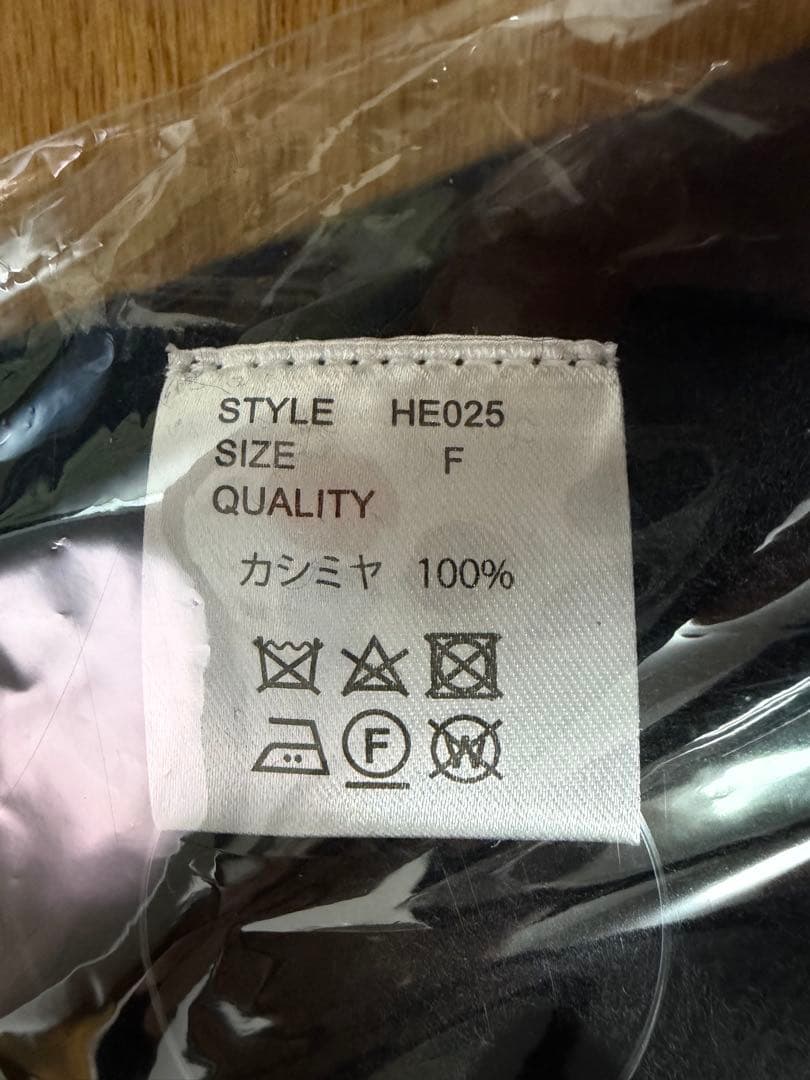 STYLE HE025
SIZE F
QUALITY
カシミヤ 100%
F W